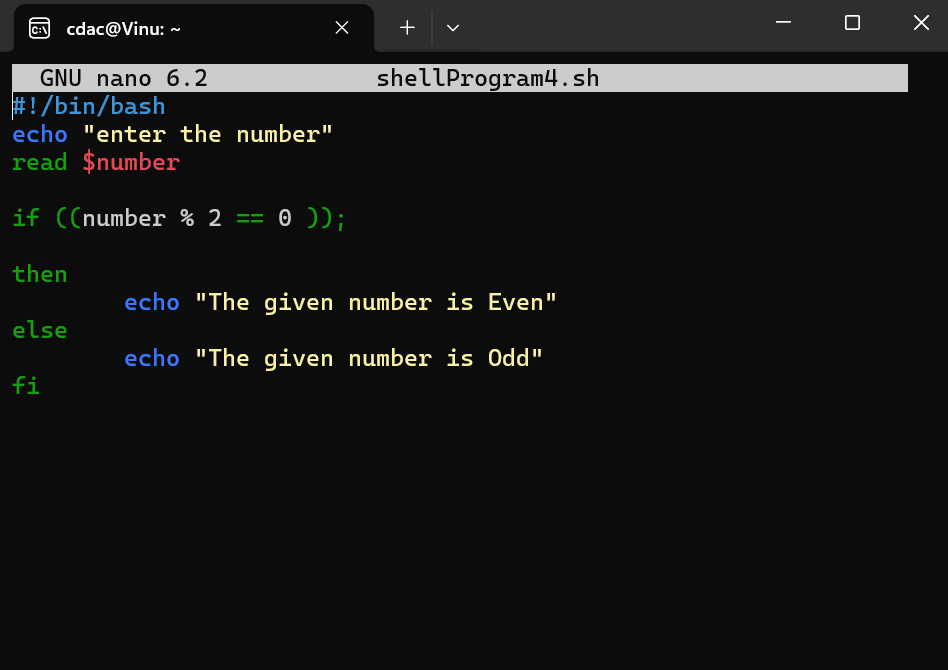 cdac@Vinu: ~
GNU nano 6.2 shellProgram4.sh
#!/bin/bash
echo "enter the number"
read $number
if ((number % 2 == 0 ));
then
echo "The given number is Even"
else
echo "The given number is Odd"
fi